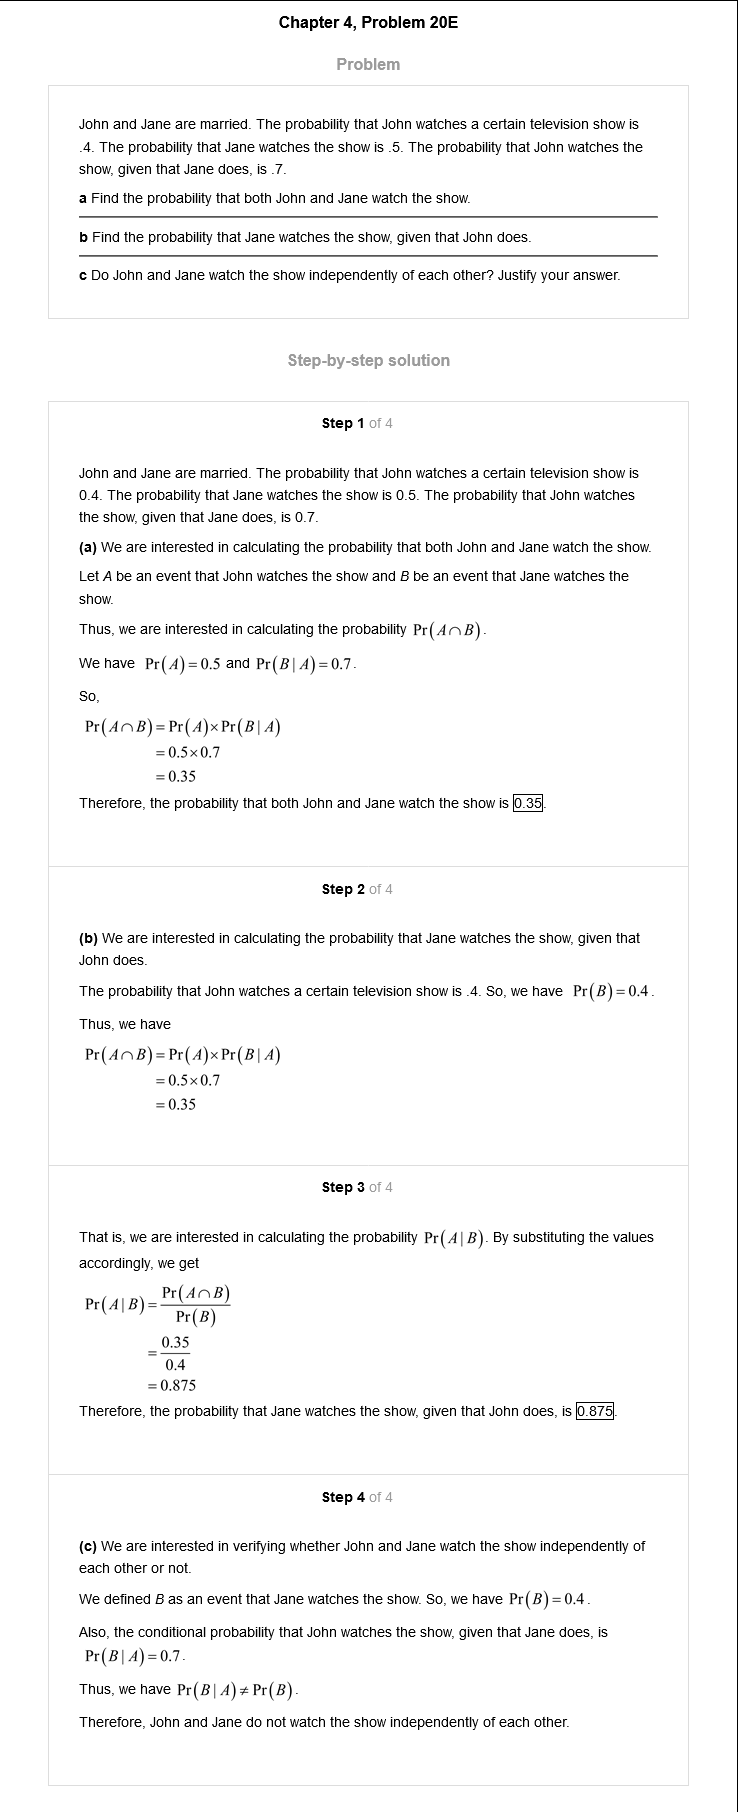 Chapter 4, Problem 20E
Problem
John and Jane are married. The probability that John watches a certain television show is
.4. The probability that Jane watches the show is .5. The probability that John watches the
show, given that Jane does, is .7.
a Find the probability that both John and Jane watch the show.
b Find the probability that Jane watches the show, given that John does.
c Do John and Jane watch the show independently of each other? Justify your answer.
Step-by-step solution
Step 1 of 4
John and Jane are married. The probability that John watches a certain television show is
0.4. The probability that Jane watches the show is 0.5. The probability that John watches
the show, given that Jane does, is 0.7.
(a) We are interested in calculating the probability that both John and Jane watch the show.
Let A be an event that John watches the show and B be an event that Jane watches the
show.
Thus, we are interested in calculating the probability Pr(A∩B).
We have Pr(A)=0.5 and Pr(B|A)=0.7.
So,
Pr(A∩B)=Pr(A)×Pr(B|A)
=0.5×0.7
=0.35
Therefore, the probability that both John and Jane watch the show is 0.35.
Step 2 of 4
(b) We are interested in calculating the probability that Jane watches the show, given that
John does.
The probability that John watches a certain television show is .4. So, we have Pr(B)=0.4.
Thus, we have
Pr(A∩B)=Pr(A)×Pr(B|A)
=0.5×0.7
=0.35
Step 3 of 4
That is, we are interested in calculating the probability Pr(A|B). By substituting the values
accordingly, we get
Pr(A|B)=Pr(A∩B)/Pr(B)
=0.35/0.4
=0.875
Therefore, the probability that Jane watches the show, given that John does, is 0.875.
Step 4 of 4
(c) We are interested in verifying whether John and Jane watch the show independently of
each other or not.
We defined B as an event that Jane watches the show. So, we have Pr(B)=0.4.
Also, the conditional probability that John watches the show, given that Jane does, is
Pr(B|A)=0.7.
Thus, we have Pr(B|A)≠Pr(B).
Therefore, John and Jane do not watch the show independently of each other.